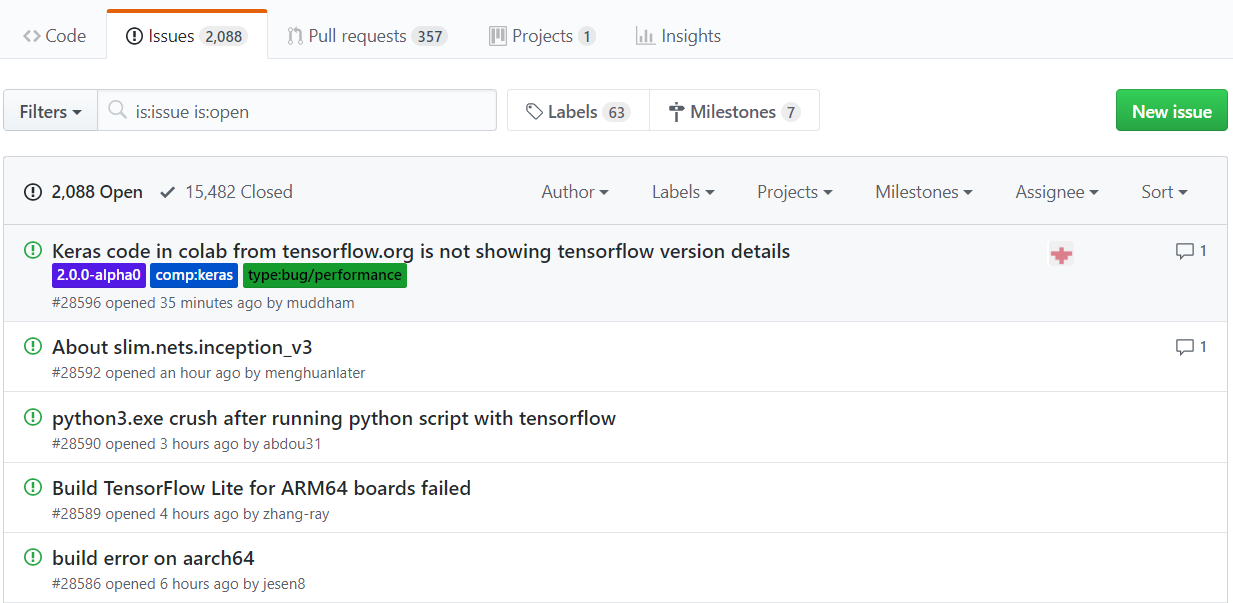 Code Issues 2,088 Pull requests 357 Projects 1 Insights
Filters is:issue is:open Labels 63 Milestones 7 New issue
2,088 Open 15,482 Closed Author Labels Projects Milestones Assignee Sort
Keras code in colab from tensorflow.org is not showing tensorflow version details 1
2.0.0-alpha0 comp:keras type:bug/performance
#28596 opened 35 minutes ago by muddham
About slim.nets.inception_v3 1
#28592 opened an hour ago by menghuanlater
python3.exe crush after running python script with tensorflow
#28590 opened 3 hours ago by abdou31
Build TensorFlow Lite for ARM64 boards failed
#28589 opened 4 hours ago by zhang-ray
build error on aarch64
#28586 opened 6 hours ago by jesen8